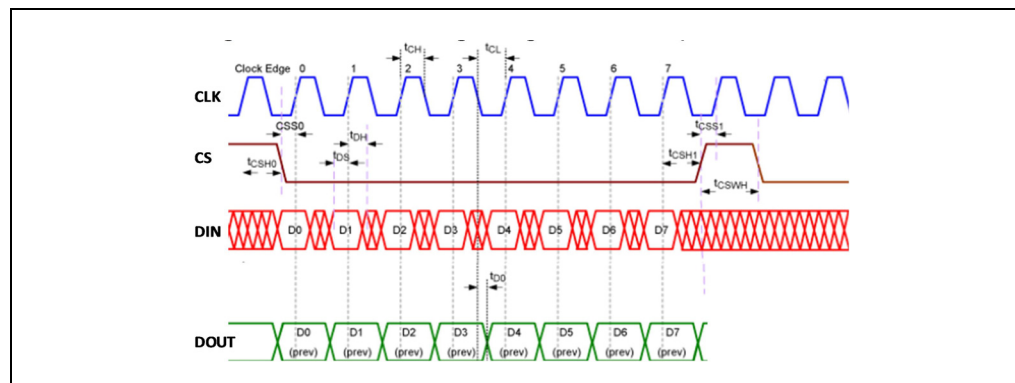 tCH tCL
Clock Edge 0 1 2 3 4 5 6 7
CLK
CSS0 tCSS1
tDH
CS
tDS
tCSH0 tCSH1
tCSWH
DIN D0 D1 D2 D3 D4 D5 D6 D7
tD0
DOUT
D0 D1 D2 D3 D4 D5 D6 D7
(prev) (prev) (prev) (prev) (prev) (prev) (prev) (prev)